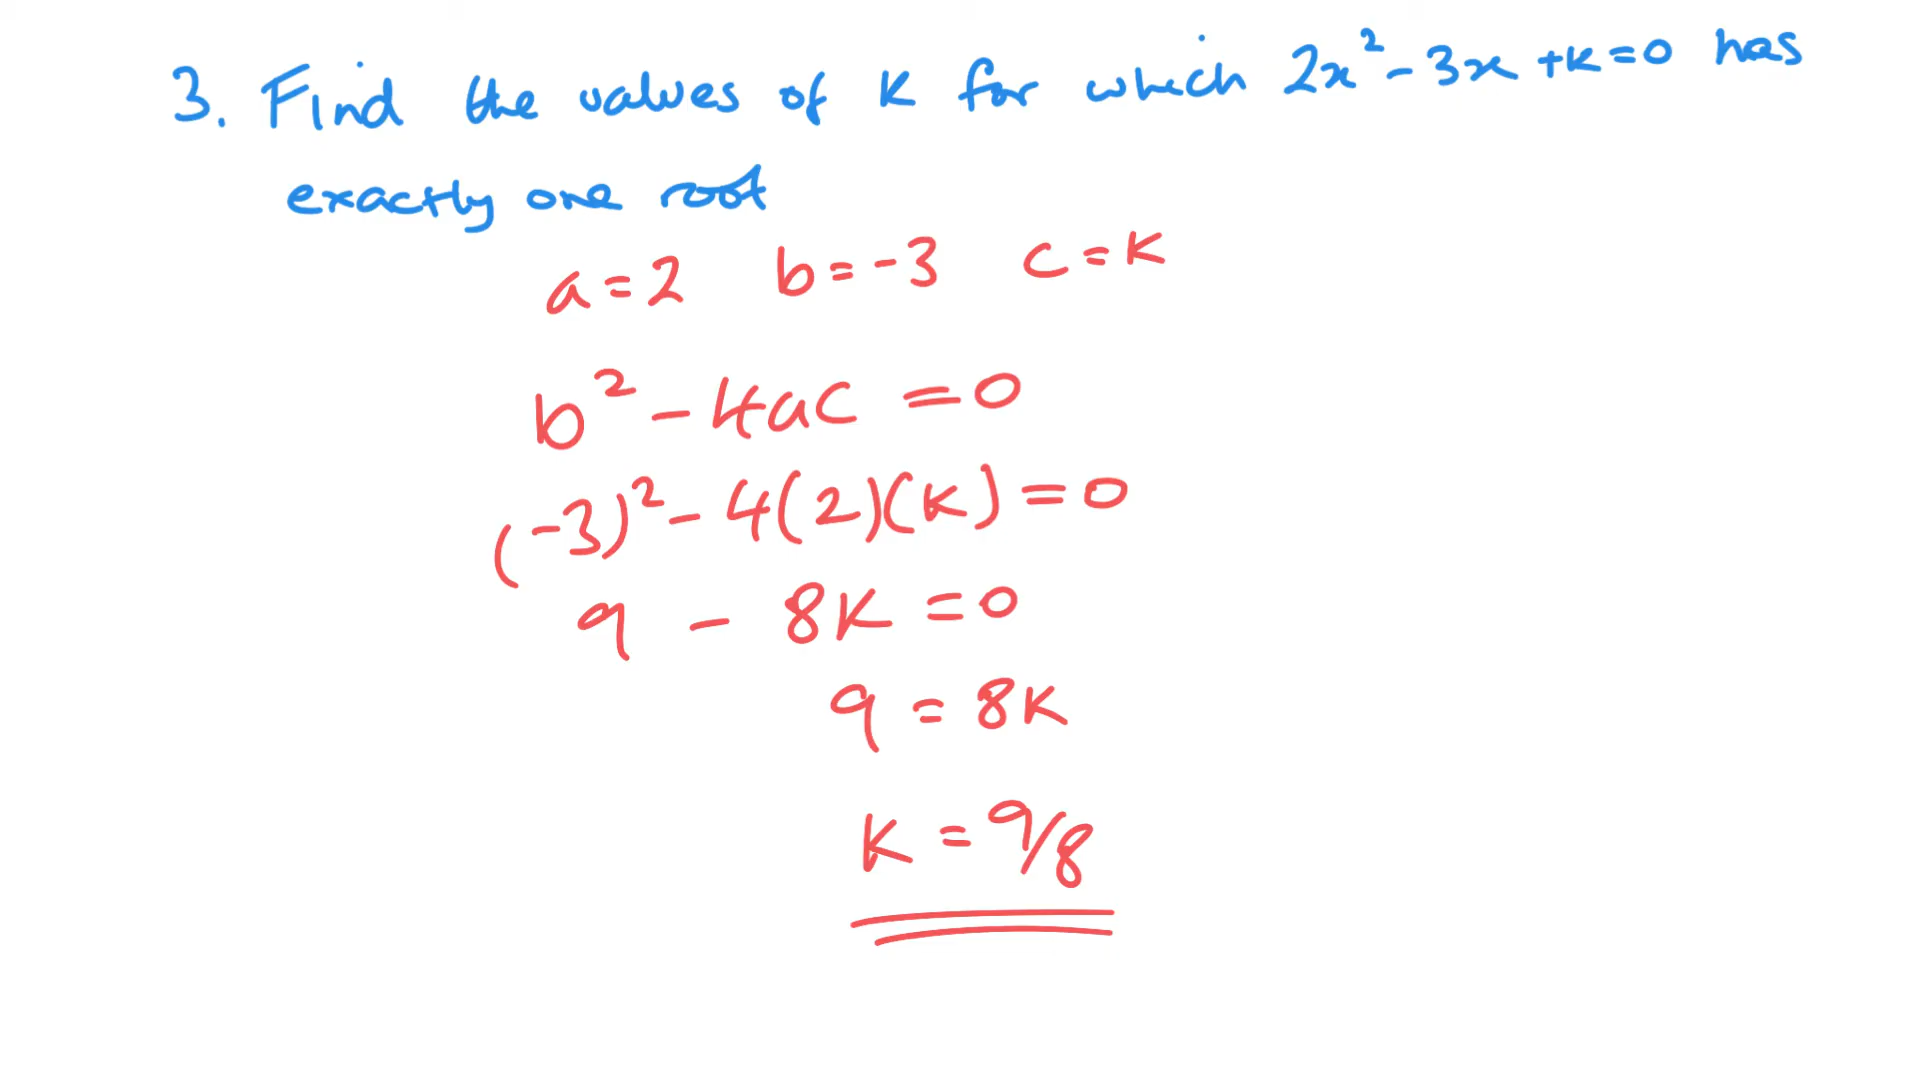 3. Find the values of K for which 2x² - 3x + K = 0 has
exactly one root
a = 2 b = -3 c = K
b² - 4ac = 0
(-3)² - 4(2)(K) = 0
9 - 8K = 0
9 = 8K
K = 9/8